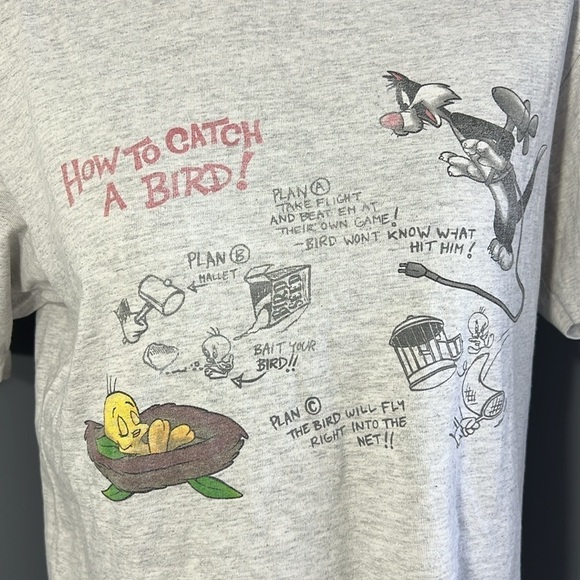 HOW TO CATCH
A BIRD!
PLAN Ⓐ
TAKE FLIGHT
AND BEAT EM AT
THEIR OWN GAME!
-BIRD WONT KNOW WHAT
HIT HIM!
PLAN Ⓑ
MALLET
BAIT YOUR
BIRD!!
PLAN Ⓒ
THE BIRD WILL FLY
RIGHT INTO THE
NET!!